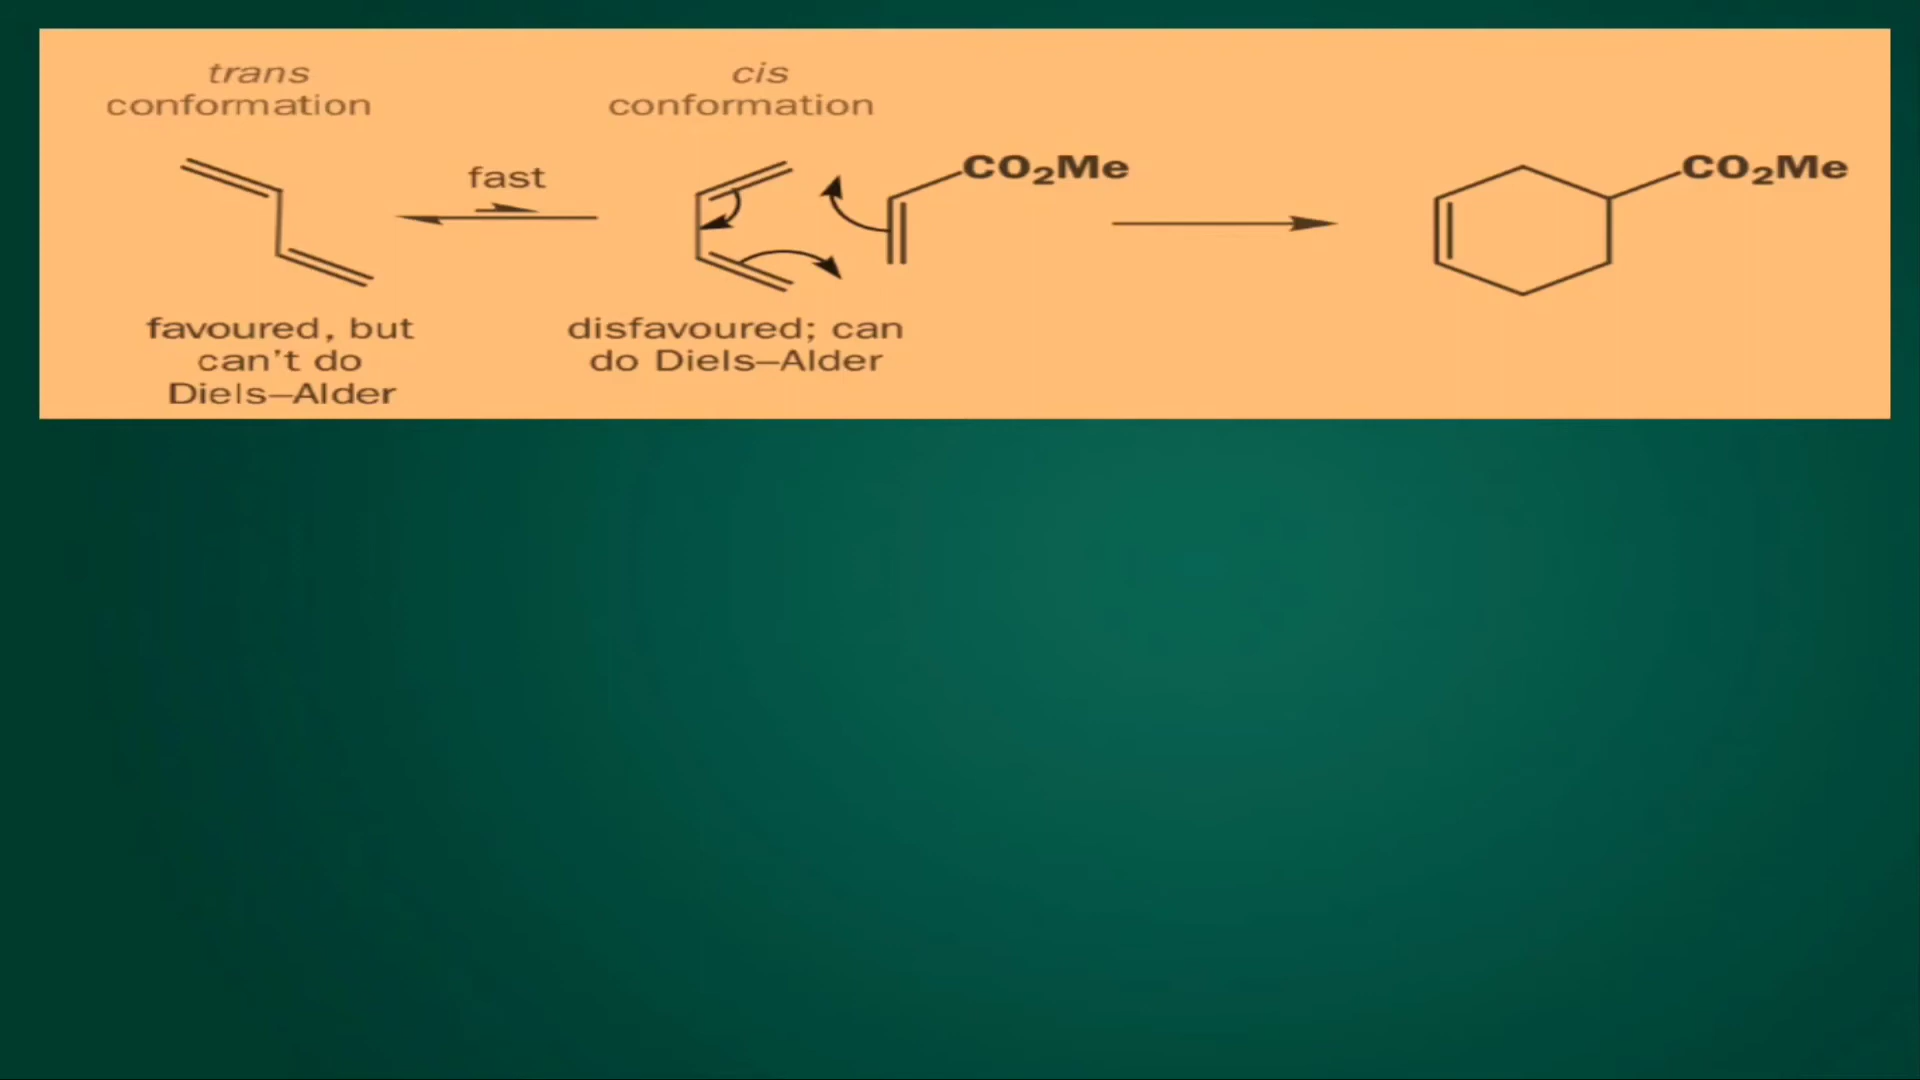 trans
conformation
cis
conformation
fast
CO₂Me
CO₂Me
favoured, but
can't do
Diels–Alder
disfavoured; can
do Diels–Alder